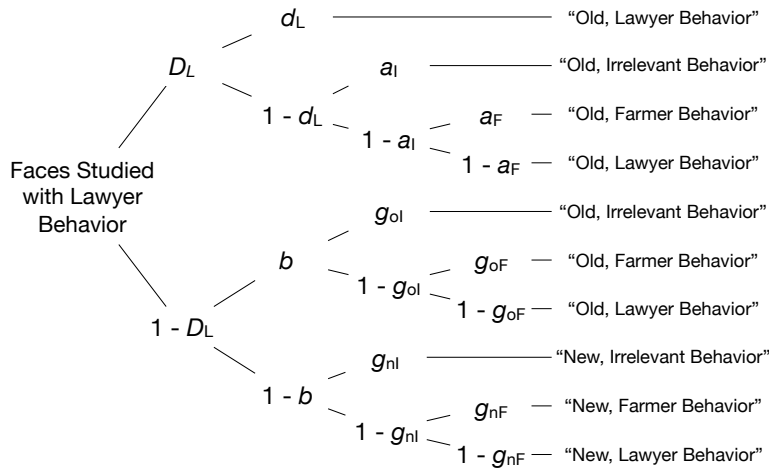 d_L “Old, Lawyer Behavior”
D_L a_I “Old, Irrelevant Behavior”
1 - d_L a_F “Old, Farmer Behavior”
1 - a_I
1 - a_F “Old, Lawyer Behavior”
Faces Studied
with Lawyer
Behavior
g_oI “Old, Irrelevant Behavior”
b g_oF “Old, Farmer Behavior”
1 - g_oI
1 - g_oF “Old, Lawyer Behavior”
1 - D_L
g_nI “New, Irrelevant Behavior”
1 - b g_nF “New, Farmer Behavior”
1 - g_nI
1 - g_nF “New, Lawyer Behavior”